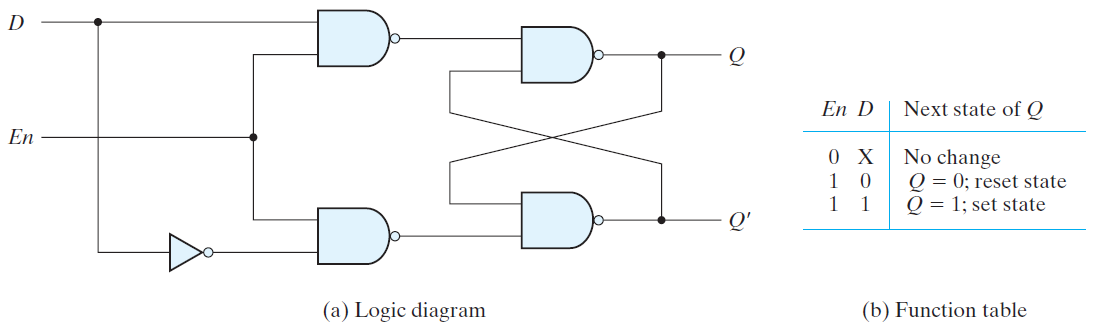 D
En
Q
Q'
En D Next state of Q
0 X No change
1 0 Q = 0; reset state
1 1 Q = 1; set state
(a) Logic diagram
(b) Function table